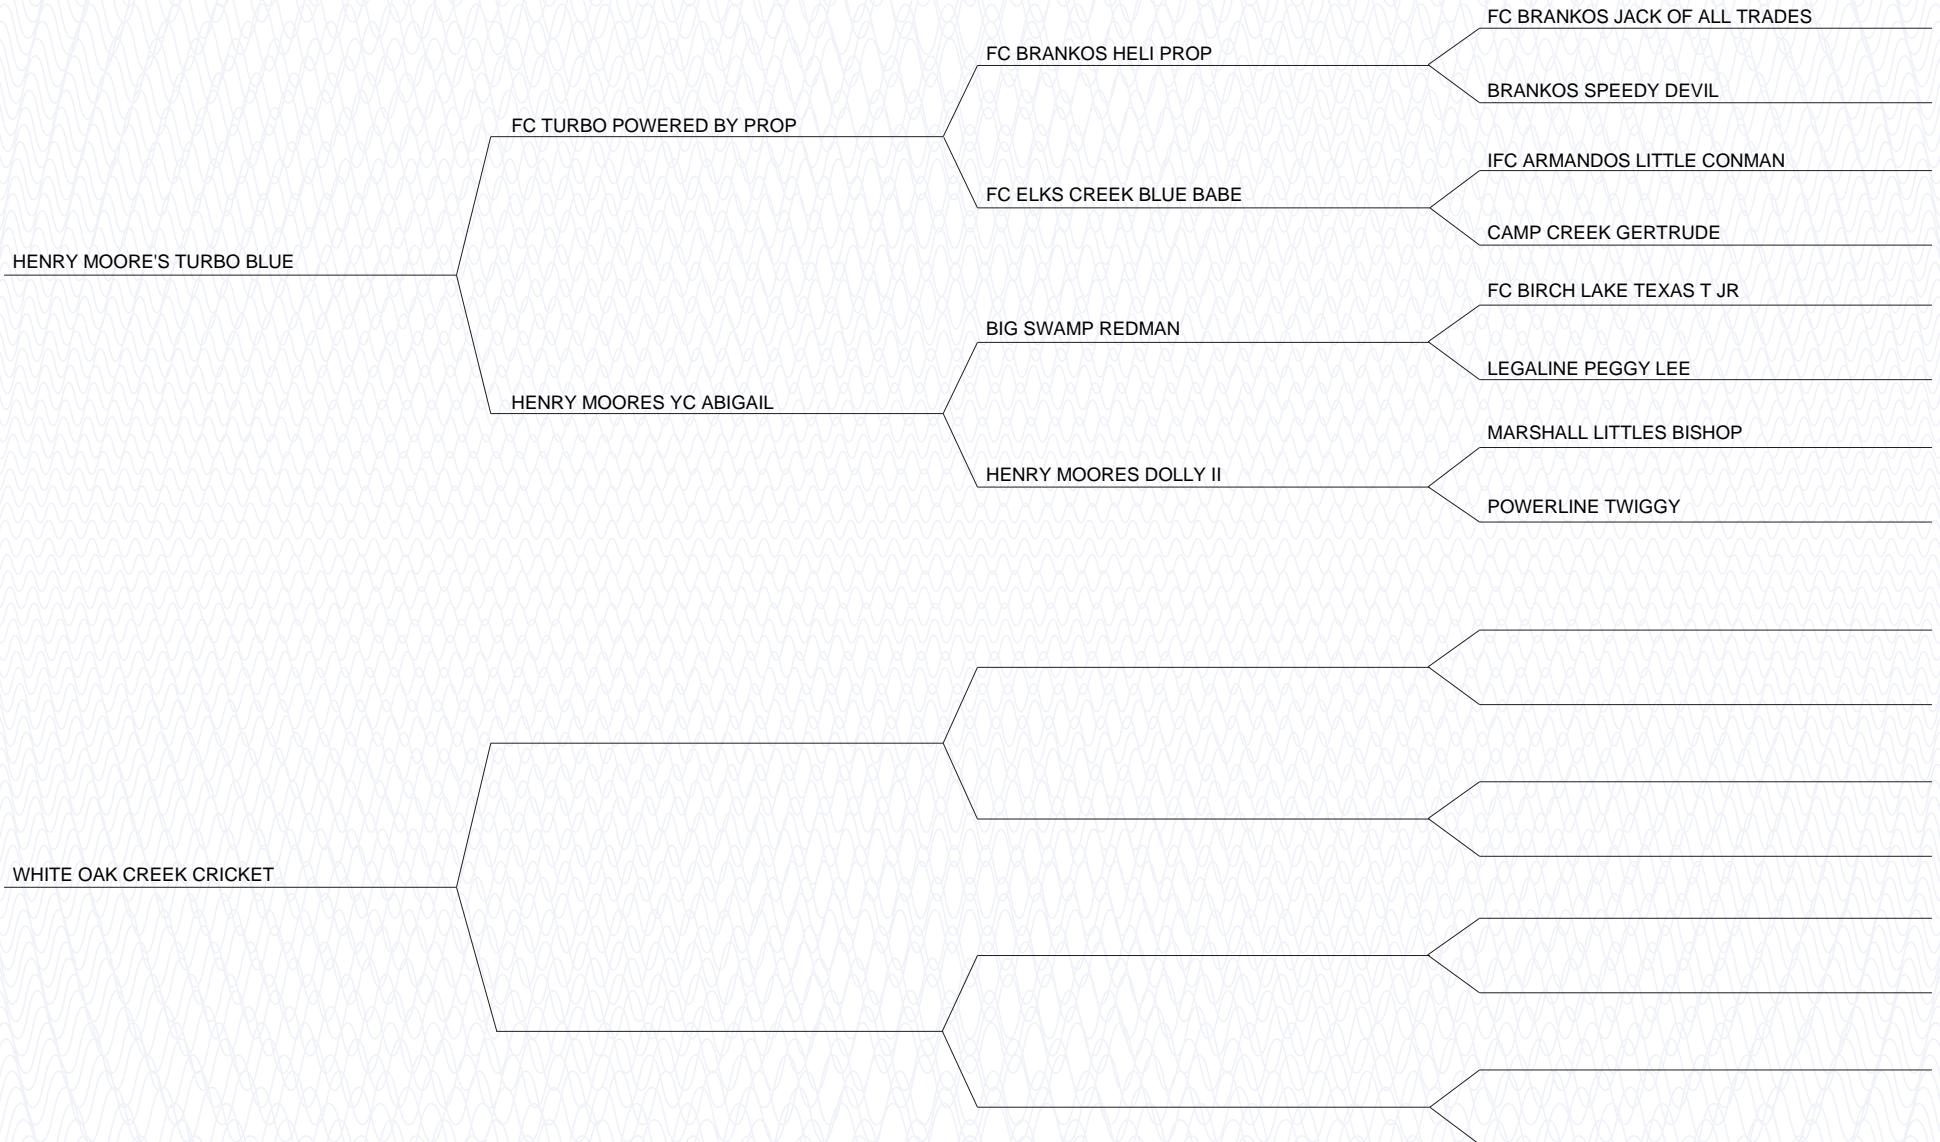 FC BRANKOS JACK OF ALL TRADES
FC BRANKOS HELI PROP
BRANKOS SPEEDY DEVIL
FC TURBO POWERED BY PROP
IFC ARMANDOS LITTLE CONMAN
FC ELKS CREEK BLUE BABE
CAMP CREEK GERTRUDE
HENRY MOORE'S TURBO BLUE
FC BIRCH LAKE TEXAS T JR
BIG SWAMP REDMAN
LEGALINE PEGGY LEE
HENRY MOORES YC ABIGAIL
MARSHALL LITTLES BISHOP
HENRY MOORES DOLLY II
POWERLINE TWIGGY
WHITE OAK CREEK CRICKET